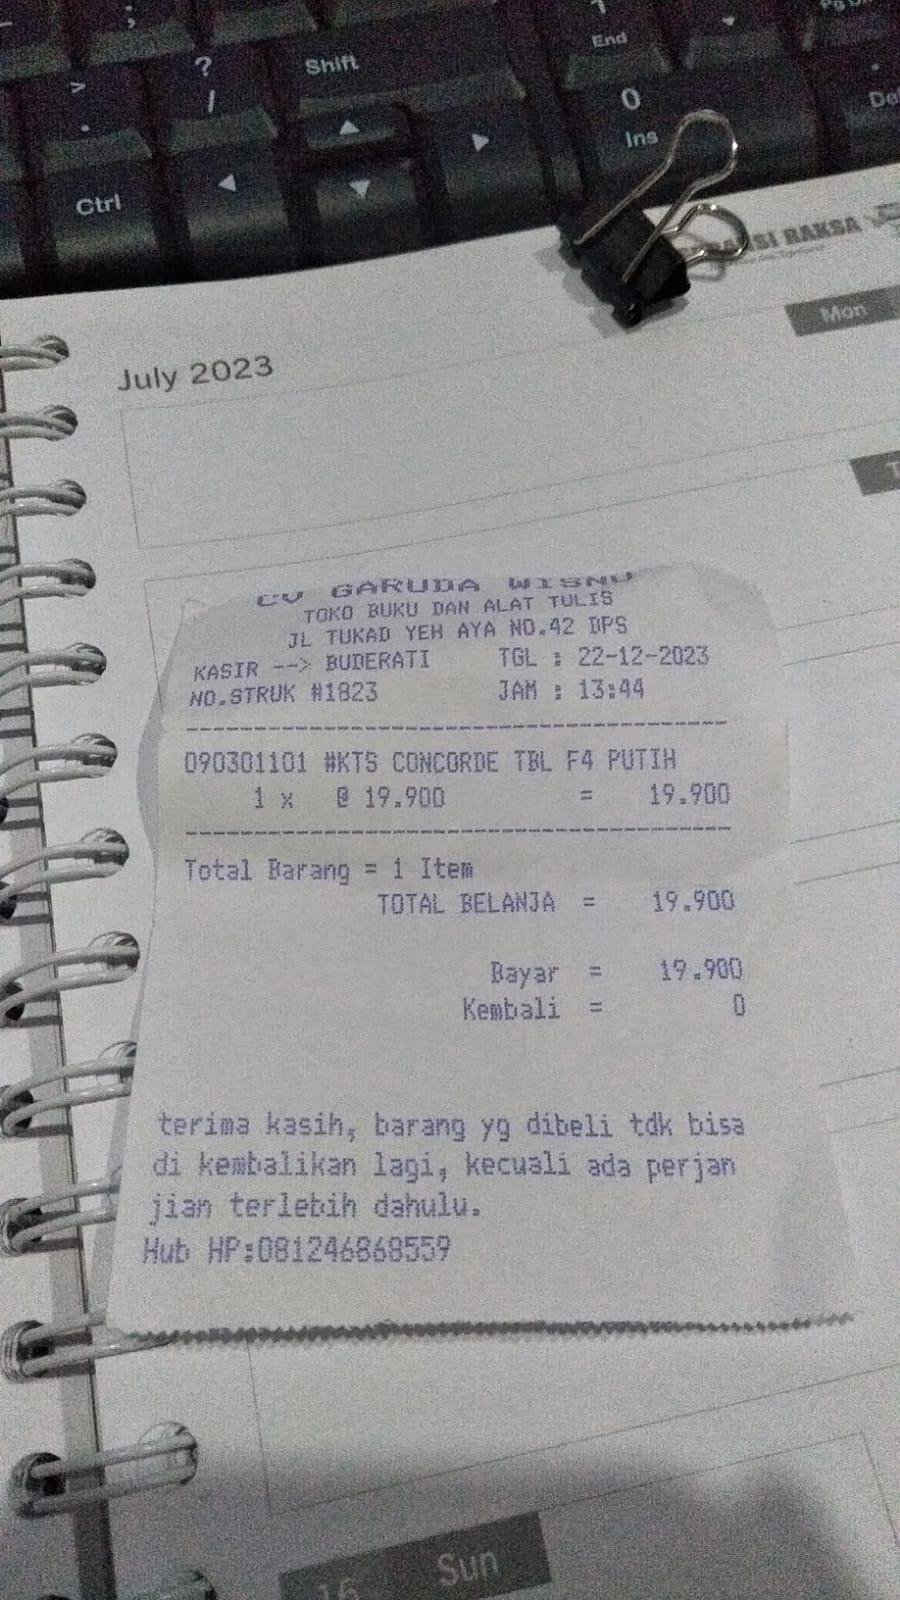 ;
>
.
?
/
Shift
End
0
Ins
Ctrl
SI RAKSA
Mon
July 2023
CV GARUDA WISNU
TOKO BUKU DAN ALAT TULIS
JL TUKAD YEH AYA NO.42 DPS
KASIR --> BUDERATI TGL : 22-12-2023
NO.STRUK #1823 JAM : 13:44
----------------------------------------
090301101 #KTS CONCORDE TBL F4 PUTIH
1 x @ 19.900 = 19.900
----------------------------------------
Total Barang = 1 Item
TOTAL BELANJA = 19.900
Bayar = 19.900
Kembali = 0
terima kasih, barang yg dibeli tdk bisa
di kembalikan lagi, kecuali ada perjan
jian terlebih dahulu.
Hub HP:081246868559
16 Sun